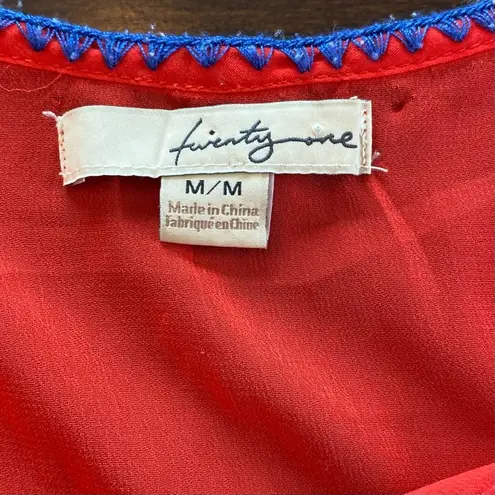 twenty one
M/M
Made in China
Fabriqué en Chine